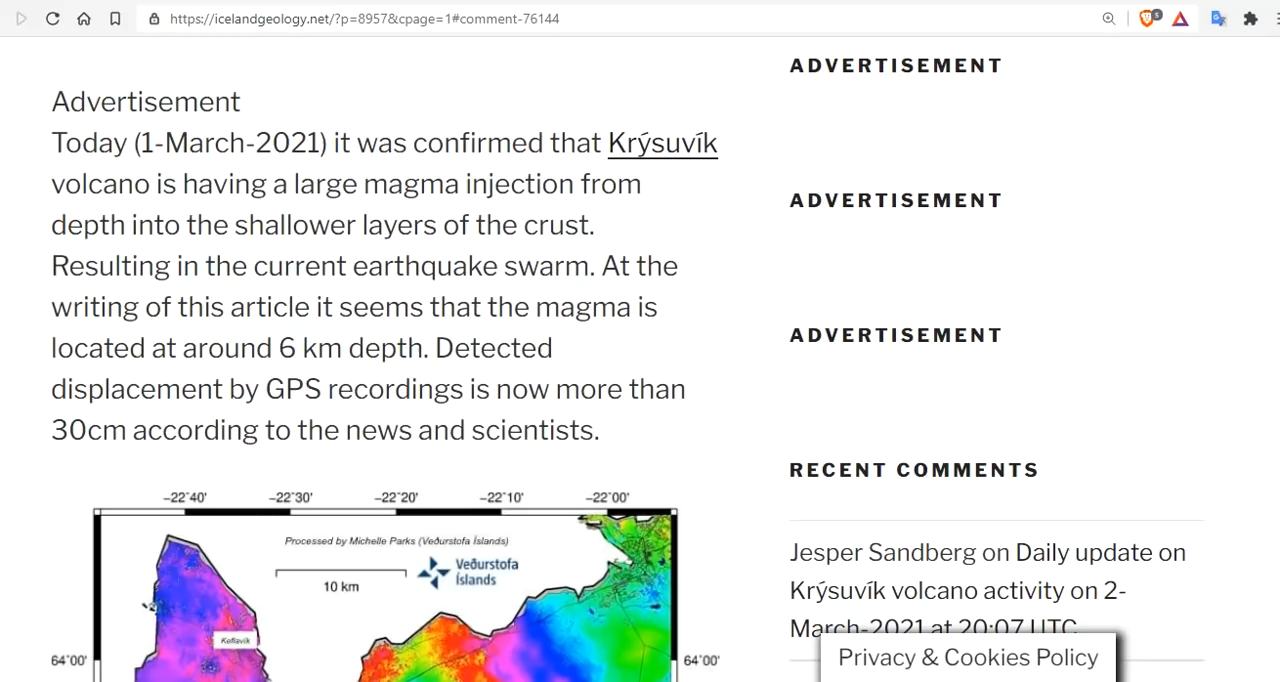 https://icelandgeology.net/?p=8957&cpage=1#comment-76144
5
Advertisement
Today (1-March-2021) it was confirmed that Krýsuvík
volcano is having a large magma injection from
depth into the shallower layers of the crust.
Resulting in the current earthquake swarm. At the
writing of this article it seems that the magma is
located at around 6 km depth. Detected
displacement by GPS recordings is now more than
30cm according to the news and scientists.
-22°40' -22°30' -22°20' -22°10' -22°00'
Processed by Michelle Parks (Veðurstofa Íslands)
Veðurstofa
Íslands
10 km
Keflavík
64°00' 64°00'
ADVERTISEMENT
ADVERTISEMENT
ADVERTISEMENT
RECENT COMMENTS
Jesper Sandberg on Daily update on
Krýsuvík volcano activity on 2-
March-2021 at 20:07 UTC
Privacy & Cookies Policy